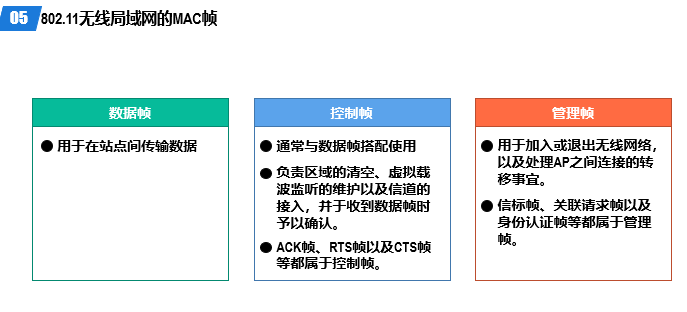 05 802.11无线局域网的MAC帧
数据帧
● 用于在站点间传输数据
控制帧
● 通常与数据帧搭配使用
● 负责区域的清空、虚拟载
波监听的维护以及信道的
接入，并于收到数据帧时
予以确认。
● ACK帧、RTS帧以及CTS帧
等都属于控制帧。
管理帧
● 用于加入或退出无线网络，
以及处理AP之间连接的转
移事宜。
● 信标帧、关联请求帧以及
身份认证帧等都属于管理
帧。